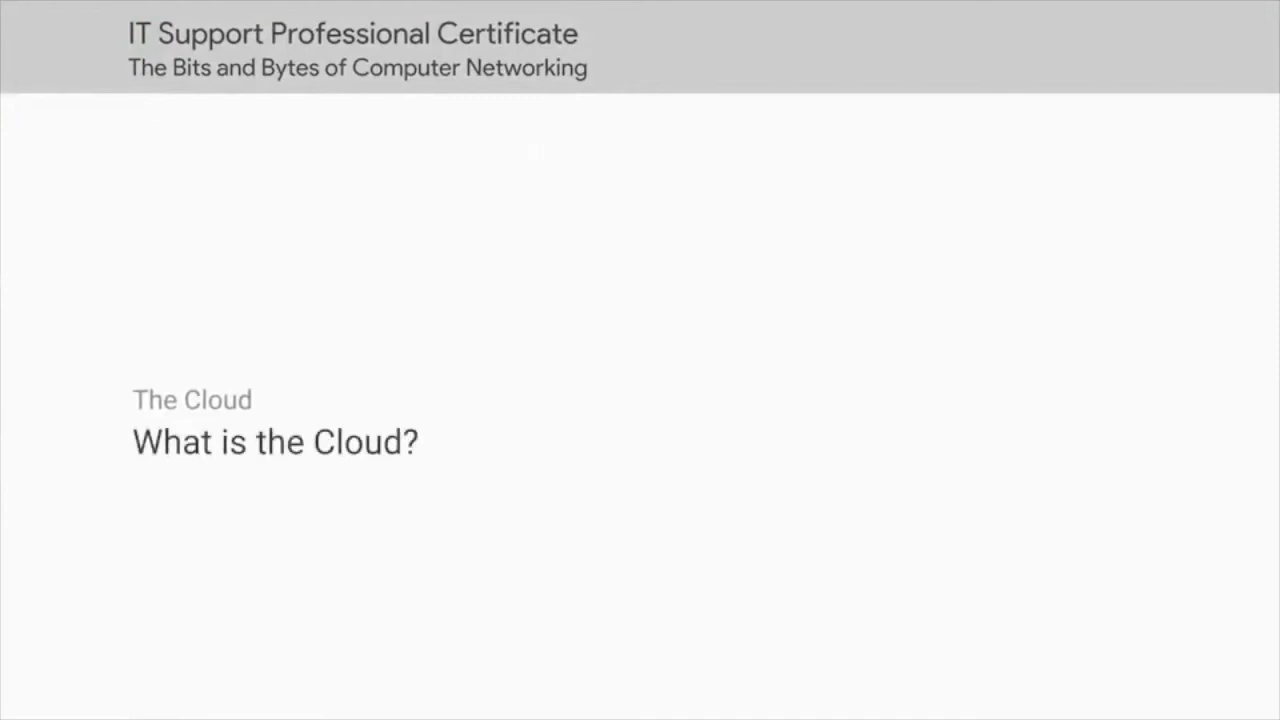 IT Support Professional Certificate
The Bits and Bytes of Computer Networking
The Cloud
What is the Cloud?